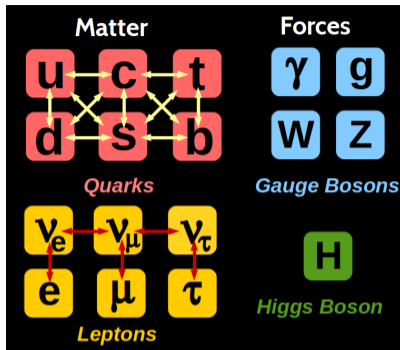 Matter
u c t
d s b
Quarks
νe νμ ντ
e μ τ
Leptons
Forces
γ g
W Z
Gauge Bosons
H
Higgs Boson